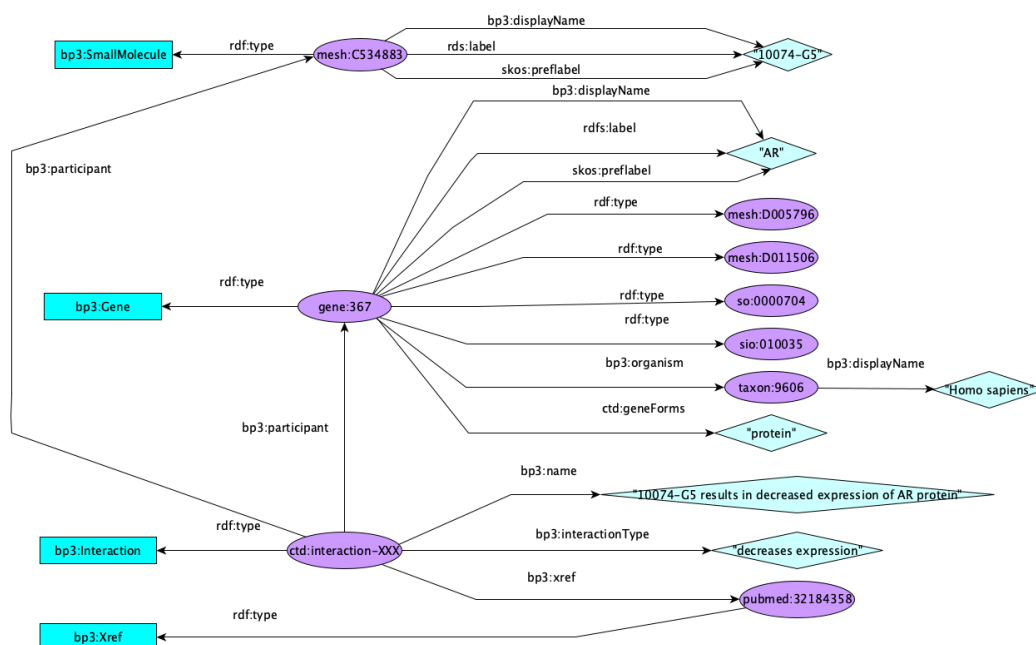 bp3:displayName
bp3:SmallMolecule
rdf:type
mesh:C534883
rds:label
"10074-G5"
skos:preflabel
bp3:displayName
rdfs:label
"AR"
bp3:participant
skos:preflabel
rdf:type
mesh:D005796
rdf:type
mesh:D011506
rdf:type
bp3:Gene
rdf:type
gene:367
so:0000704
rdf:type
sio:010035
bp3:organism
bp3:displayName
taxon:9606
"Homo sapiens"
ctd:geneForms
bp3:participant
"protein"
bp3:name
"10074-G5 results in decreased expression of AR protein"
rdf:type
bp3:interactionType
bp3:Interaction
ctd:interaction-XXX
"decreases expression"
bp3:xref
pubmed:32184358
rdf:type
bp3:Xref